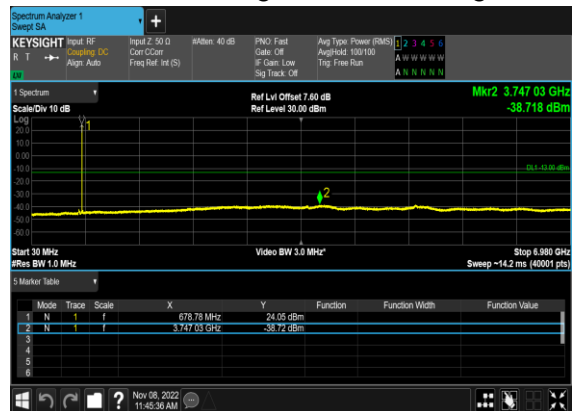 Spectrum Analyzer 1
Swept SA
+
KEYSIGHT Input: RF Input Z: 50 Ω #Atten: 40 dB PNO: Fast Avg Type: Power (RMS) 1 2 3 4 5 6
R T Coupling: DC Corr CCorr Gate: Off Avg|Hold: 100/100 A W W W W W
Align: Auto Freq Ref: Int (S) IF Gain: Low Trig: Free Run
Sig Track: Off A N N N N N
1 Spectrum
Ref Lvl Offset 7.60 dB Mkr2 3.747 03 GHz
Scale/Div 10 dB Ref Level 30.00 dBm -38.718 dBm
Log
1
20.0
10.0
0.00
-10.0
DL1 -13.00 dBm
-20.0
-30.0
2
-40.0
-50.0
-60.0
Start 30 MHz Video BW 3.0 MHz* Stop 6.980 GHz
#Res BW 1.0 MHz Sweep ~14.2 ms (40001 pts)
5 Marker Table
Mode Trace Scale X Y Function Function Width Function Value
1 N 1 f 678.78 MHz 24.05 dBm
2 N 1 f 3.747 03 GHz -38.72 dBm
3
4
5
6
? Nov 08, 2022
11:45:36 AM